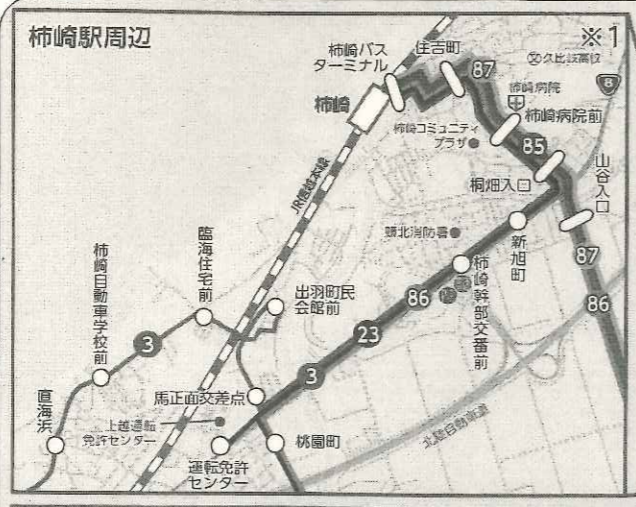 柿崎駅周辺
※1
柿崎バス
ターミナル
住吉町
87
久比岐高校
8
柿崎
柿崎病院
柿崎病院前
柿崎コミュニティ
プラザ
85
山谷入口
桐畑入口
JR信越本線
頸北消防署
新旭町
87
86
柿崎自動車学校前
臨海住宅前
出羽町民
会館前
86
柿崎幹部交番前
23
3
3
直海浜
馬正面交差点
上越運転
免許センター
運転免許
センター
桃園町
北陸自動車道